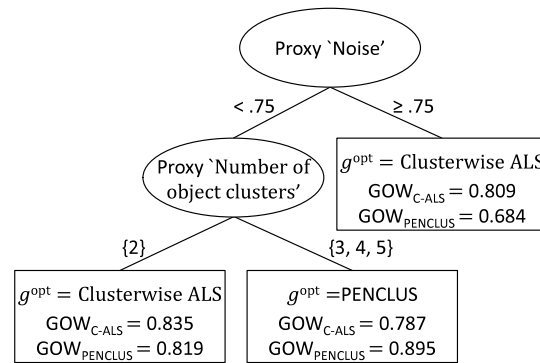 Proxy `Noise'
< .75
≥ .75
Proxy `Number of
object clusters'
g^opt = Clusterwise ALS
GOW_C-ALS = 0.809
GOW_PENCLUS = 0.684
{2}
{3, 4, 5}
g^opt = Clusterwise ALS
GOW_C-ALS = 0.835
GOW_PENCLUS = 0.819
g^opt =PENCLUS
GOW_C-ALS = 0.787
GOW_PENCLUS = 0.895